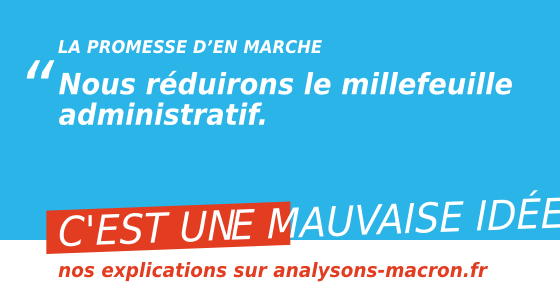 LA PROMESSE D’EN MARCHE
“ Nous réduirons le millefeuille
administratif.
C'EST UNE MAUVAISE IDÉE
nos explications sur analysons-macron.fr